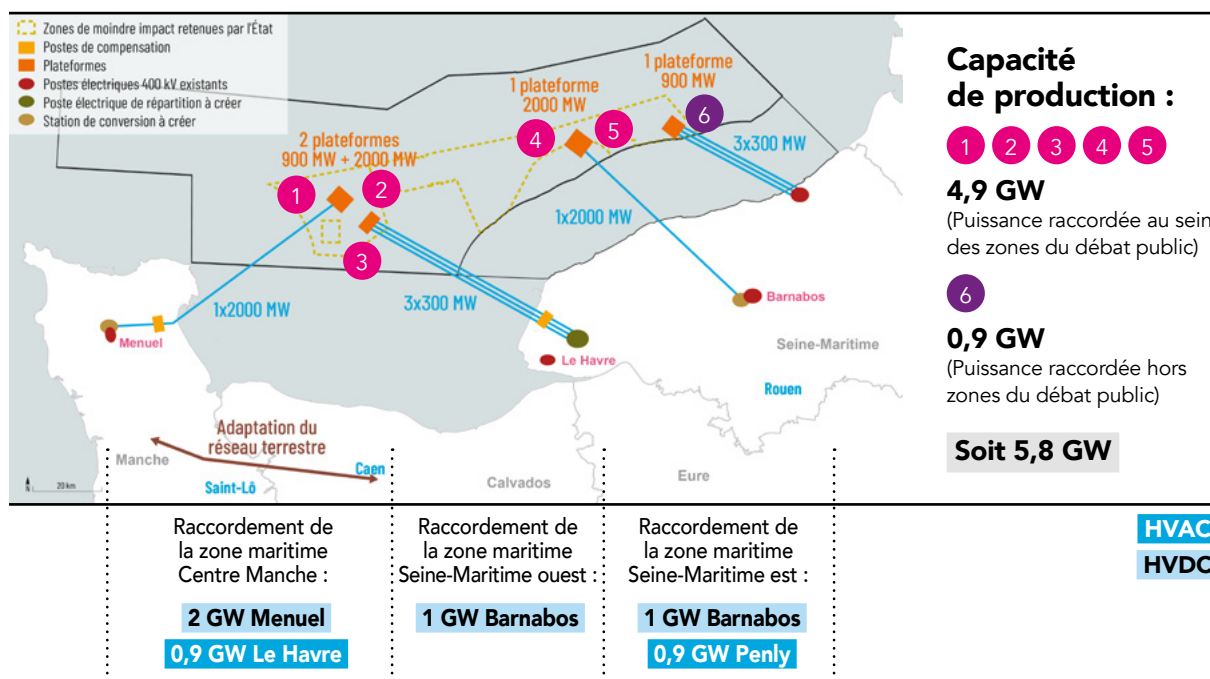 Zones de moindre impact retenues par l'État
Postes de compensation
Plateformes
Postes électriques 400 kV existants
Poste électrique de répartition à créer
Station de conversion à créer
1 plateforme
900 MW
1 plateforme
2000 MW
2 plateformes
900 MW + 2000 MW
1
2
3
4
5
6
3x300 MW
1x2000 MW
1x2000 MW
3x300 MW
Menuel
Barnabos
Le Havre
Seine-Maritime
Rouen
Adaptation du
réseau terrestre
Manche
Saint-Lô
Caen
Calvados
Eure
N
20 km
Capacité
de production :
1 2 3 4 5
4,9 GW
(Puissance raccordée au sein
des zones du débat public)
6
0,9 GW
(Puissance raccordée hors
zones du débat public)
Soit 5,8 GW
Raccordement de
la zone maritime
Centre Manche :
2 GW Menuel
0,9 GW Le Havre
Raccordement de
la zone maritime
Seine-Maritime ouest :
1 GW Barnabos
Raccordement de
la zone maritime
Seine-Maritime est :
1 GW Barnabos
0,9 GW Penly
HVAC
HVDC